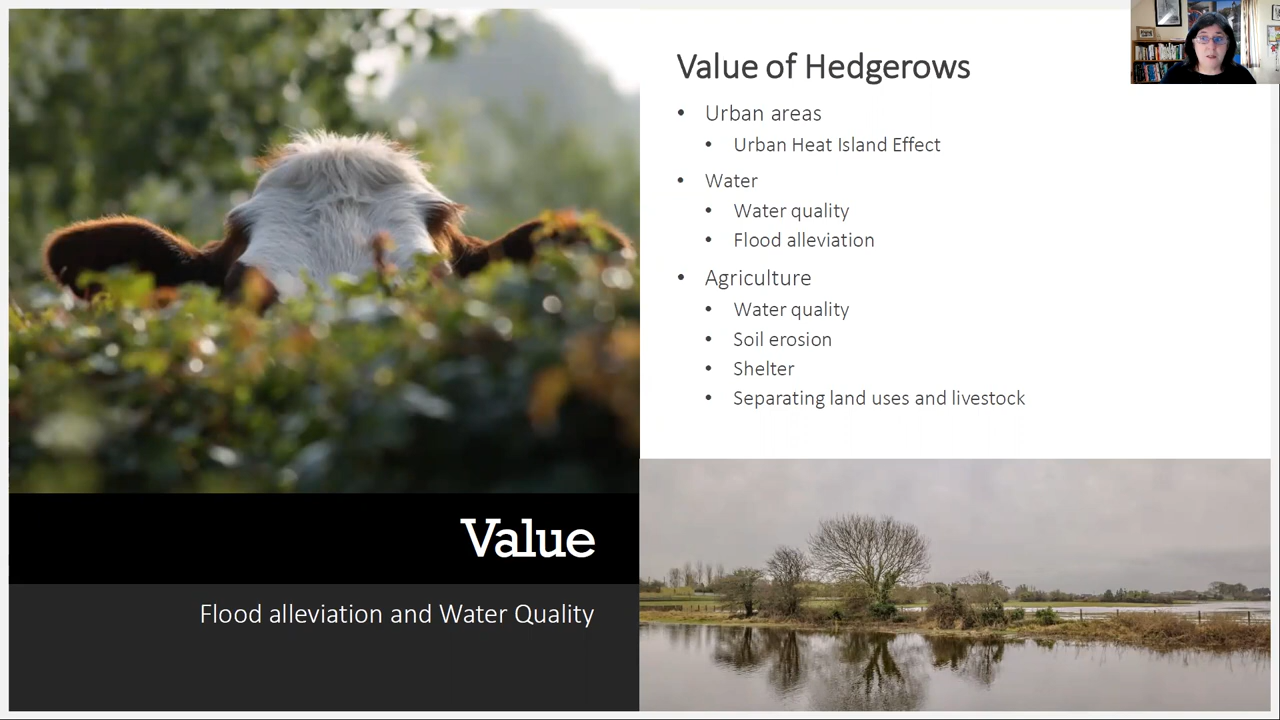 Value of Hedgerows
• Urban areas
• Urban Heat Island Effect
• Water
• Water quality
• Flood alleviation
• Agriculture
• Water quality
• Soil erosion
• Shelter
• Separating land uses and livestock
Value
Flood alleviation and Water Quality